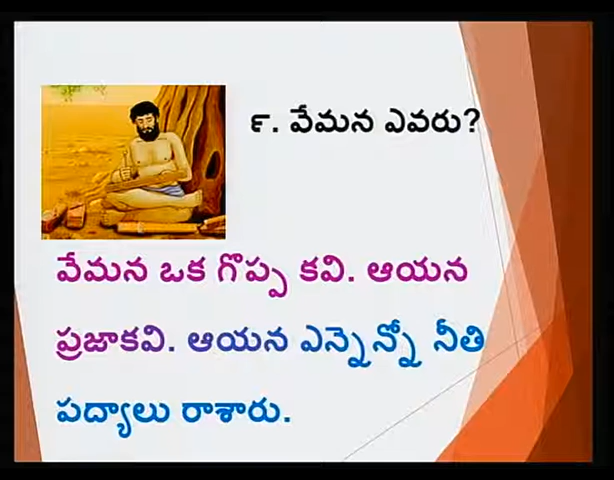 ౯. వేమన ఎవరు?
వేమన ఒక గొప్ప కవి. ఆయన
ప్రజాకవి. ఆయన ఎన్నెన్నో నీతి
పద్యాలు రాశారు.